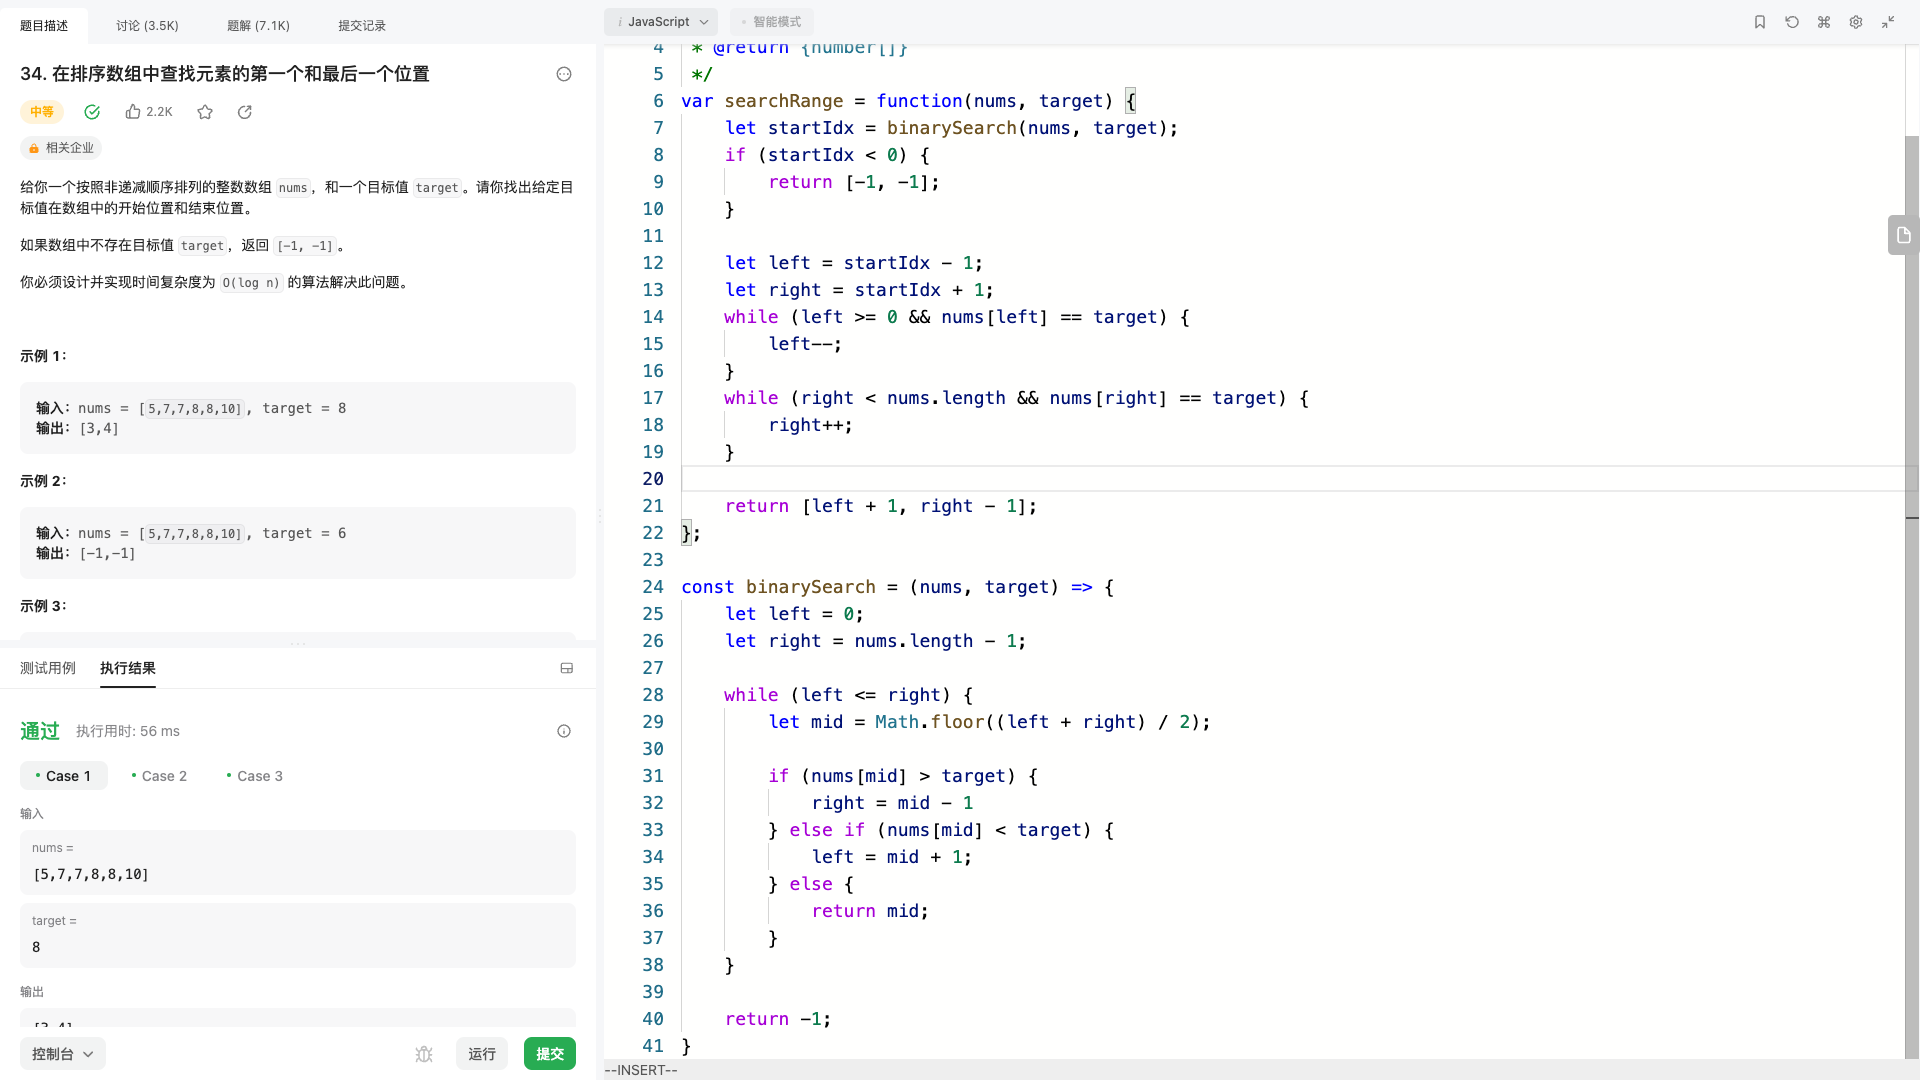 题目描述
讨论 (3.5K)
题解 (7.1K)
提交记录
34. 在排序数组中查找元素的第一个和最后一个位置
中等
2.2K
相关企业
给你一个按照非递减顺序排列的整数数组 nums，和一个目标值 target。请你找出给定目
标值在数组中的开始位置和结束位置。
如果数组中不存在目标值 target，返回 [-1, -1]。
你必须设计并实现时间复杂度为 O(log n) 的算法解决此问题。
示例 1：
输入：nums = [5,7,7,8,8,10], target = 8
输出：[3,4]
示例 2：
输入：nums = [5,7,7,8,8,10], target = 6
输出：[-1,-1]
示例 3：
测试用例
执行结果
通过
执行用时: 56 ms
Case 1
Case 2
Case 3
输入
nums =
[5,7,7,8,8,10]
target =
8
输出
[3,4]
控制台
运行
提交
i JavaScript
智能模式
4 * @return {number[]}
5 */
6 var searchRange = function(nums, target) {
7 let startIdx = binarySearch(nums, target);
8 if (startIdx < 0) {
9 return [-1, -1];
10 }
11
12 let left = startIdx - 1;
13 let right = startIdx + 1;
14 while (left >= 0 && nums[left] == target) {
15 left--;
16 }
17 while (right < nums.length && nums[right] == target) {
18 right++;
19 }
20
21 return [left + 1, right - 1];
22 };
23
24 const binarySearch = (nums, target) => {
25 let left = 0;
26 let right = nums.length - 1;
27
28 while (left <= right) {
29 let mid = Math.floor((left + right) / 2);
30
31 if (nums[mid] > target) {
32 right = mid - 1
33 } else if (nums[mid] < target) {
34 left = mid + 1;
35 } else {
36 return mid;
37 }
38 }
39
40 return -1;
41 }
--INSERT--